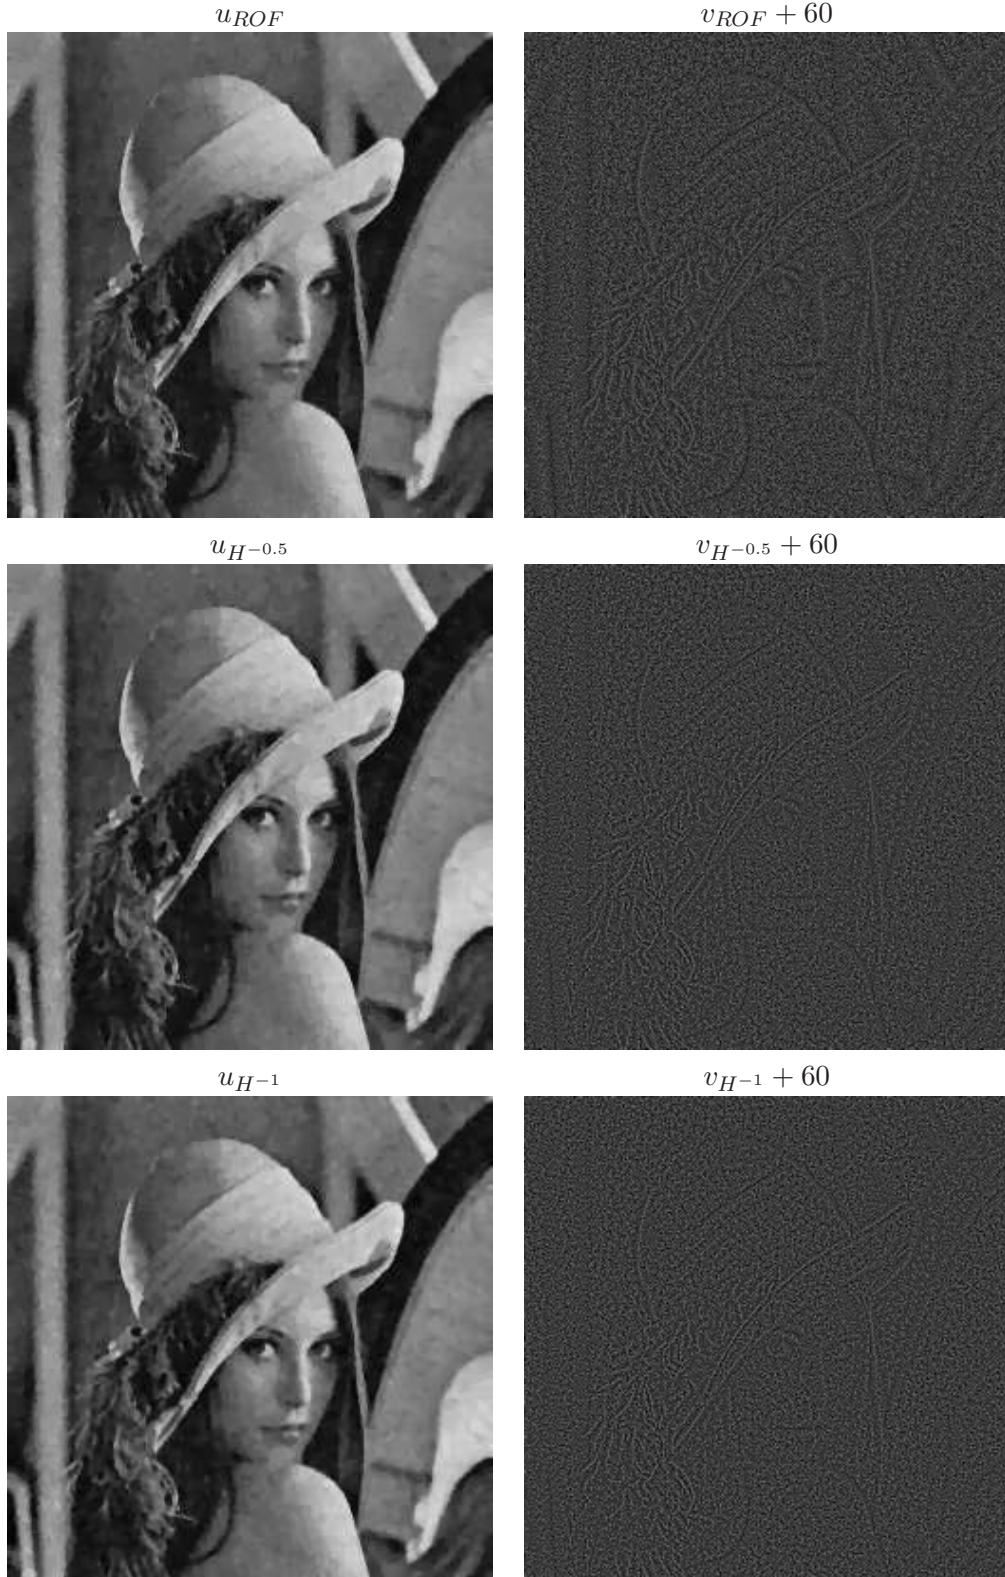 u_{ROF} v_{ROF} + 60
u_{H^{-0.5}} v_{H^{-0.5}} + 60
u_{H^{-1}} v_{H^{-1}} + 60